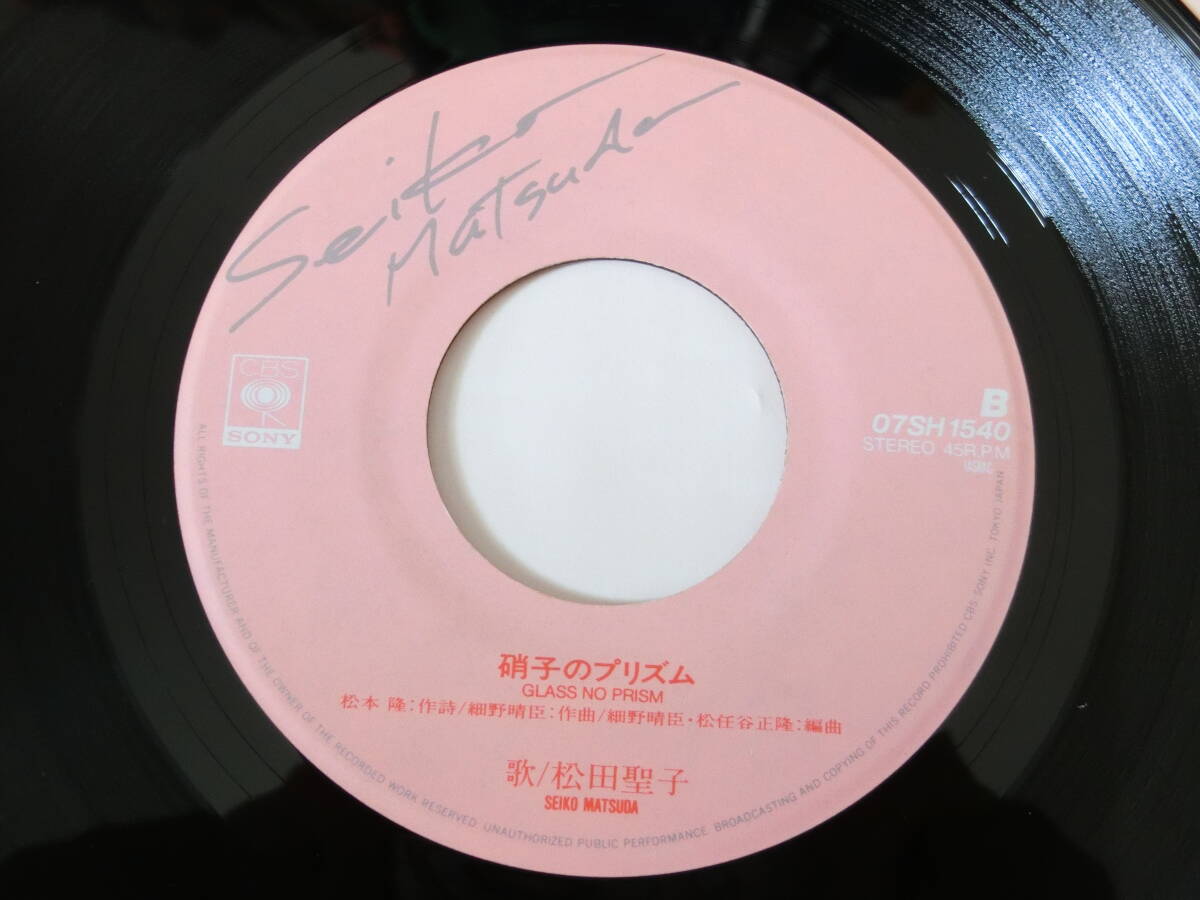 Seiko
Matsuda
CBS
SONY
B
07SH 1540
STEREO 45R.P.M
硝子のプリズム
GLASS NO PRISM
松本 隆:作詩/細野晴臣:作曲/細野晴臣・松任谷正隆:編曲
歌/松田聖子
SEIKO MATSUDA
ALL RIGHTS OF THE MANUFACTURER AND OF THE OWNER OF THE RECORDED WORK RESERVED. UNAUTHORIZED PUBLIC PERFORMANCE. BROADCASTING AND COPYING OF THIS RECORD PROHIBITED CBS SONY INC. TOKYO JAPAN